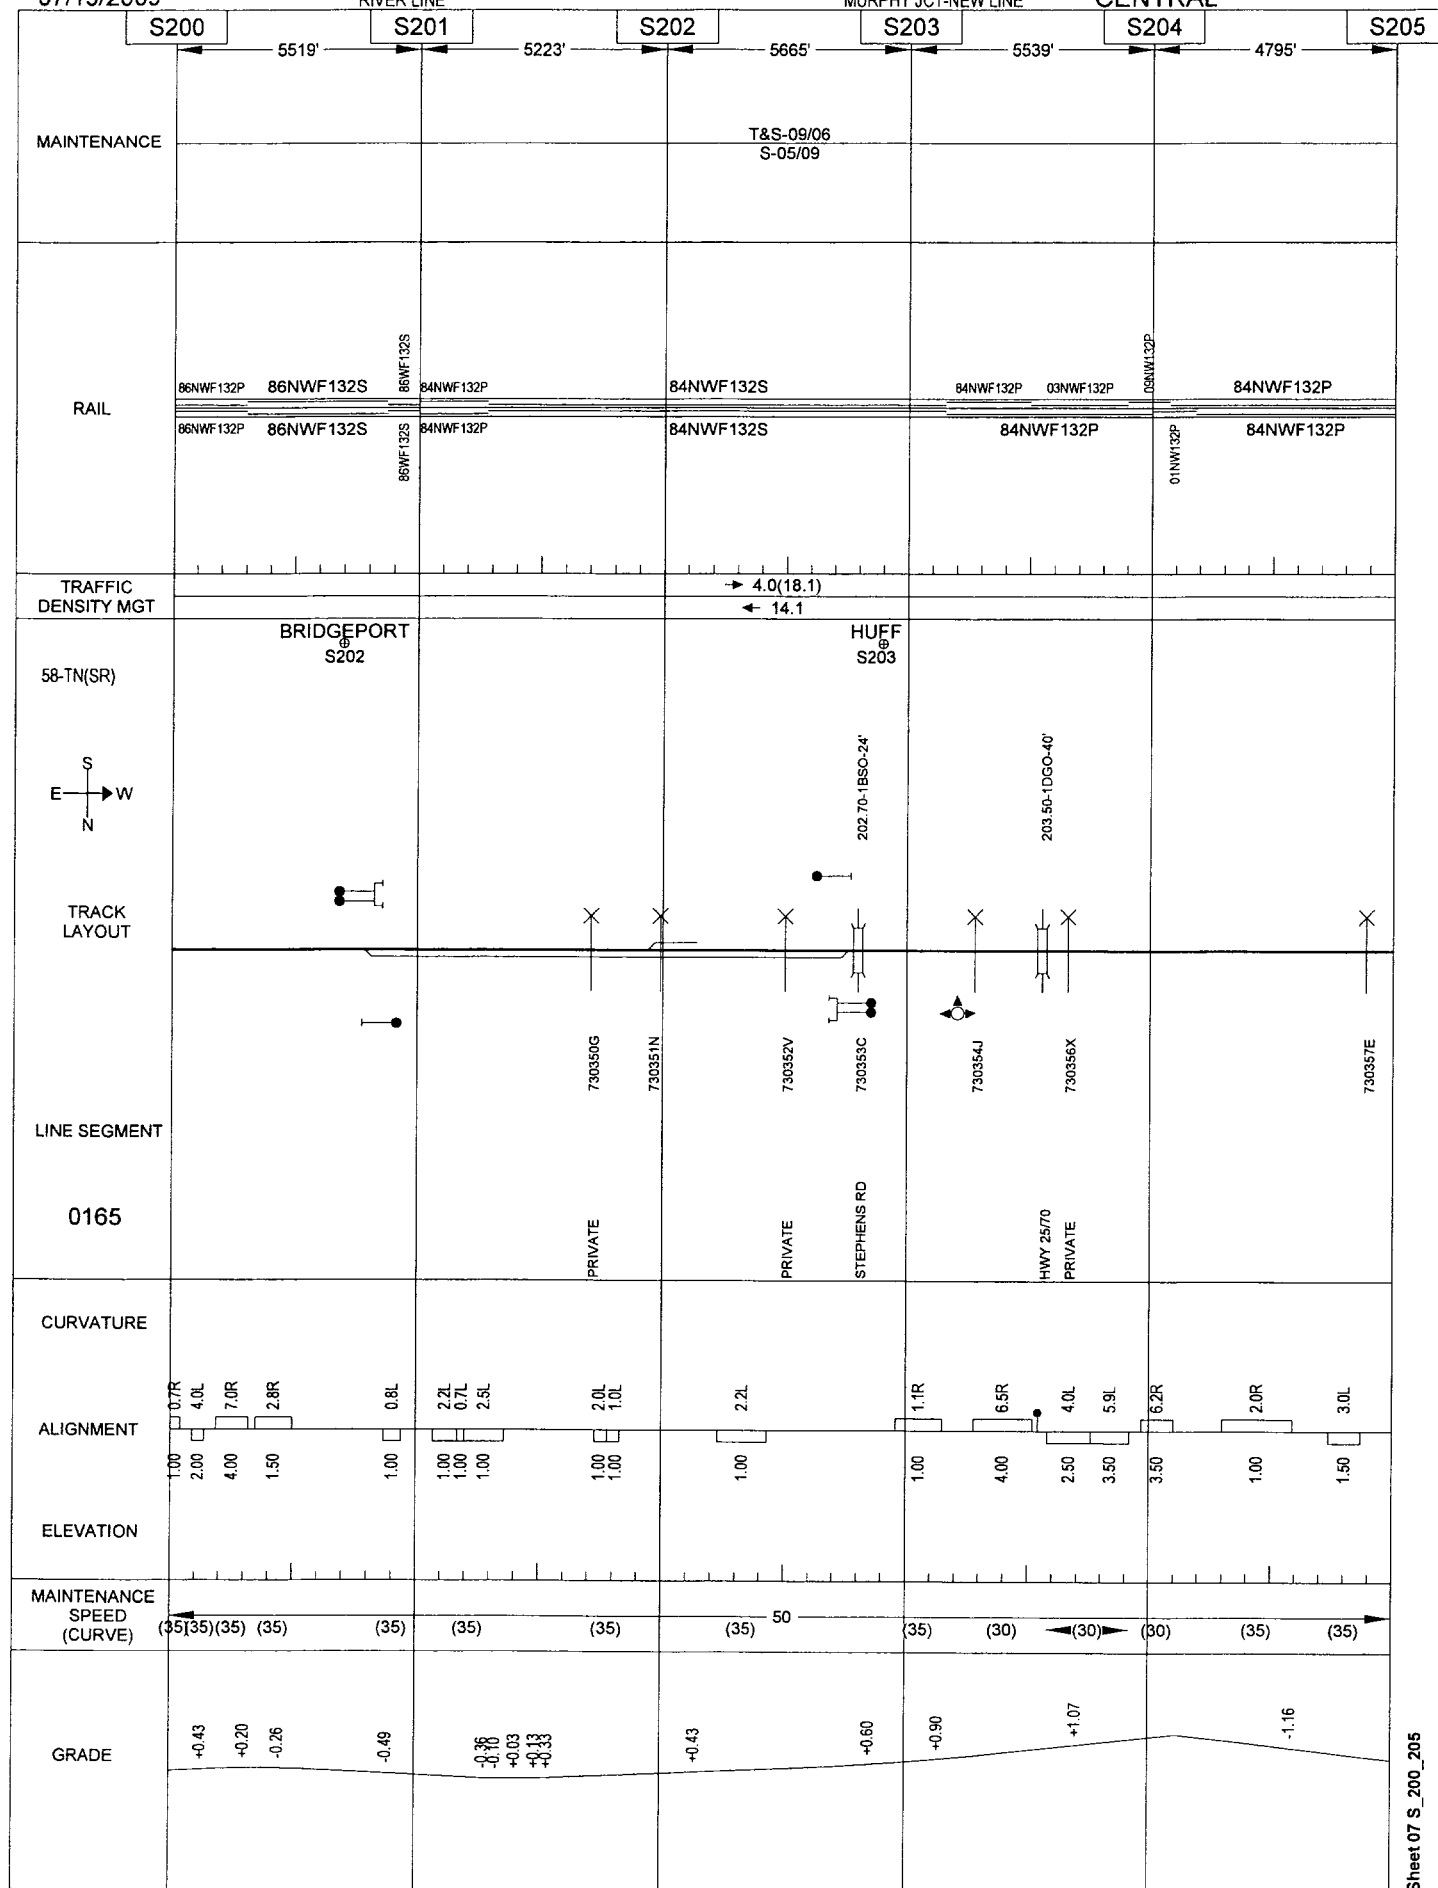 RIVER LINE
CENTRAL
S200 S201 S202 S203 S204 S205
5519' 5223' 5665' 5539' 4795'
MAINTENANCE
T&S-09/06
S-05/09
RAIL
86NWF132P 86NWF132S 86WF132S 84NWF132P 84NWF132S 84NWF132P 03NWF132P 09NW132P 84NWF132P
86NWF132P 86NWF132S 86WF132S 84NWF132P 84NWF132S 84NWF132P 01NW132P 84NWF132P
TRAFFIC
DENSITY MGT
4.0(18.1)
14.1
BRIDGEPORT
S202
HUFF
S203
58-TN(SR)
S
E W
N
202.70-1BSO-24'
203.50-1DGO-40'
TRACK
LAYOUT
730350G 730351N 730352V 730353C 730354J 730356X 730357E
LINE SEGMENT
0165
PRIVATE PRIVATE STEPHENS RD HWY 25/70 PRIVATE
CURVATURE
0.7R 4.0L 7.0R 2.8R 0.8L 2.2L 0.7L 2.5L 2.0L 1.0L 2.2L 1.1R 6.5R 4.0L 5.9L 6.2R 2.0R 3.0L
ALIGNMENT
1.00 2.00 4.00 1.50 1.00 1.00 1.00 1.00 1.00 1.00 1.00 1.00 4.00 2.50 3.50 3.50 1.00 1.50
ELEVATION
MAINTENANCE
SPEED
(CURVE)
50
(35) (35) (35) (35) (35) (35) (35) (35) (35) (30) (30) (30) (35) (35)
GRADE
+0.43 +0.20 -0.26 -0.49 -0.36 -0.10 +0.03 +0.13 +0.33 +0.43 +0.60 +0.90 +1.07 -1.16
Sheet 07 S_200_205